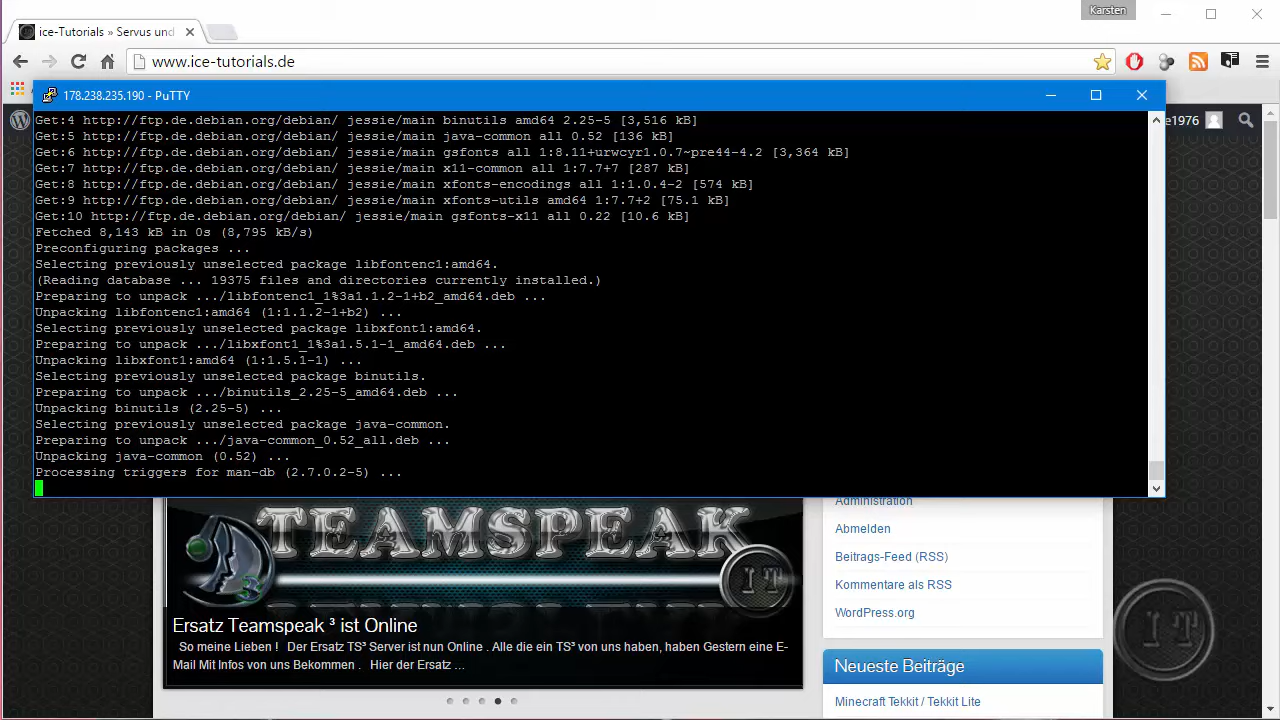 Karsten
ice-Tutorials » Servus und
www.ice-tutorials.de
178.238.235.190 - PuTTY
e1976
Get:4 http://ftp.de.debian.org/debian/ jessie/main binutils amd64 2.25-5 [3,516 kB]
Get:5 http://ftp.de.debian.org/debian/ jessie/main java-common all 0.52 [136 kB]
Get:6 http://ftp.de.debian.org/debian/ jessie/main gsfonts all 1:8.11+urwcyr1.0.7~pre44-4.2 [3,364 kB]
Get:7 http://ftp.de.debian.org/debian/ jessie/main x11-common all 1:7.7+7 [287 kB]
Get:8 http://ftp.de.debian.org/debian/ jessie/main xfonts-encodings all 1:1.0.4-2 [574 kB]
Get:9 http://ftp.de.debian.org/debian/ jessie/main xfonts-utils amd64 1:7.7+2 [75.1 kB]
Get:10 http://ftp.de.debian.org/debian/ jessie/main gsfonts-x11 all 0.22 [10.6 kB]
Fetched 8,143 kB in 0s (8,795 kB/s)
Preconfiguring packages ...
Selecting previously unselected package libfontenc1:amd64.
(Reading database ... 19375 files and directories currently installed.)
Preparing to unpack .../libfontenc1_1%3a1.1.2-1+b2_amd64.deb ...
Unpacking libfontenc1:amd64 (1:1.1.2-1+b2) ...
Selecting previously unselected package libxfont1:amd64.
Preparing to unpack .../libxfont1_1%3a1.5.1-1_amd64.deb ...
Unpacking libxfont1:amd64 (1:1.5.1-1) ...
Selecting previously unselected package binutils.
Preparing to unpack .../binutils_2.25-5_amd64.deb ...
Unpacking binutils (2.25-5) ...
Selecting previously unselected package java-common.
Preparing to unpack .../java-common_0.52_all.deb ...
Unpacking java-common (0.52) ...
Processing triggers for man-db (2.7.0.2-5) ...
TEAMSPEAK
IT
Ersatz Teamspeak ³ ist Online
So meine Lieben ! Der Ersatz TS³ Server ist nun Online . Alle die ein TS³ von uns haben, haben Gestern eine E-
Mail Mit Infos von uns Bekommen . Hier der Ersatz ...
Administration
Abmelden
Beitrags-Feed (RSS)
Kommentare als RSS
WordPress.org
Neueste Beiträge
Minecraft Tekkit / Tekkit Lite
IT